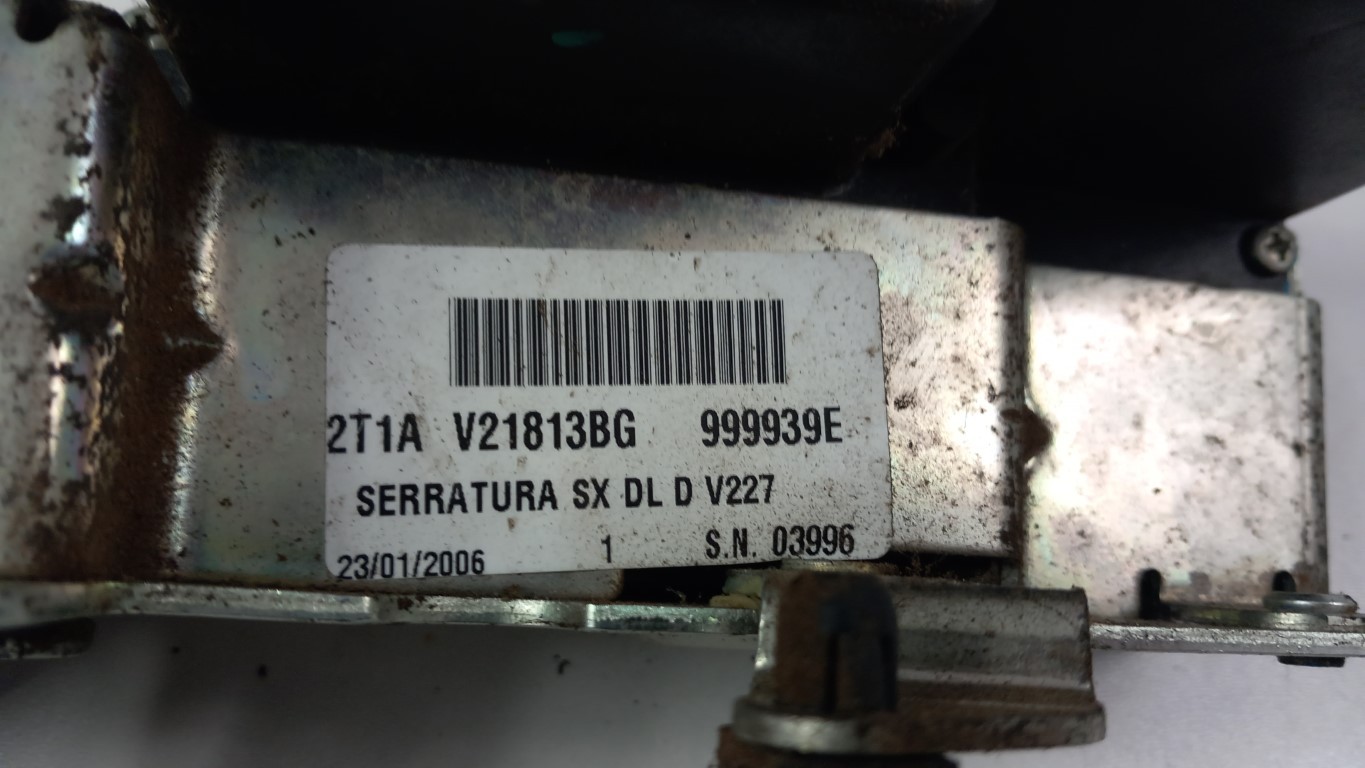 2T1A V21813BG 999939E
SERRATURA SX DL D V227
23/01/2006 1 S.N. 03996